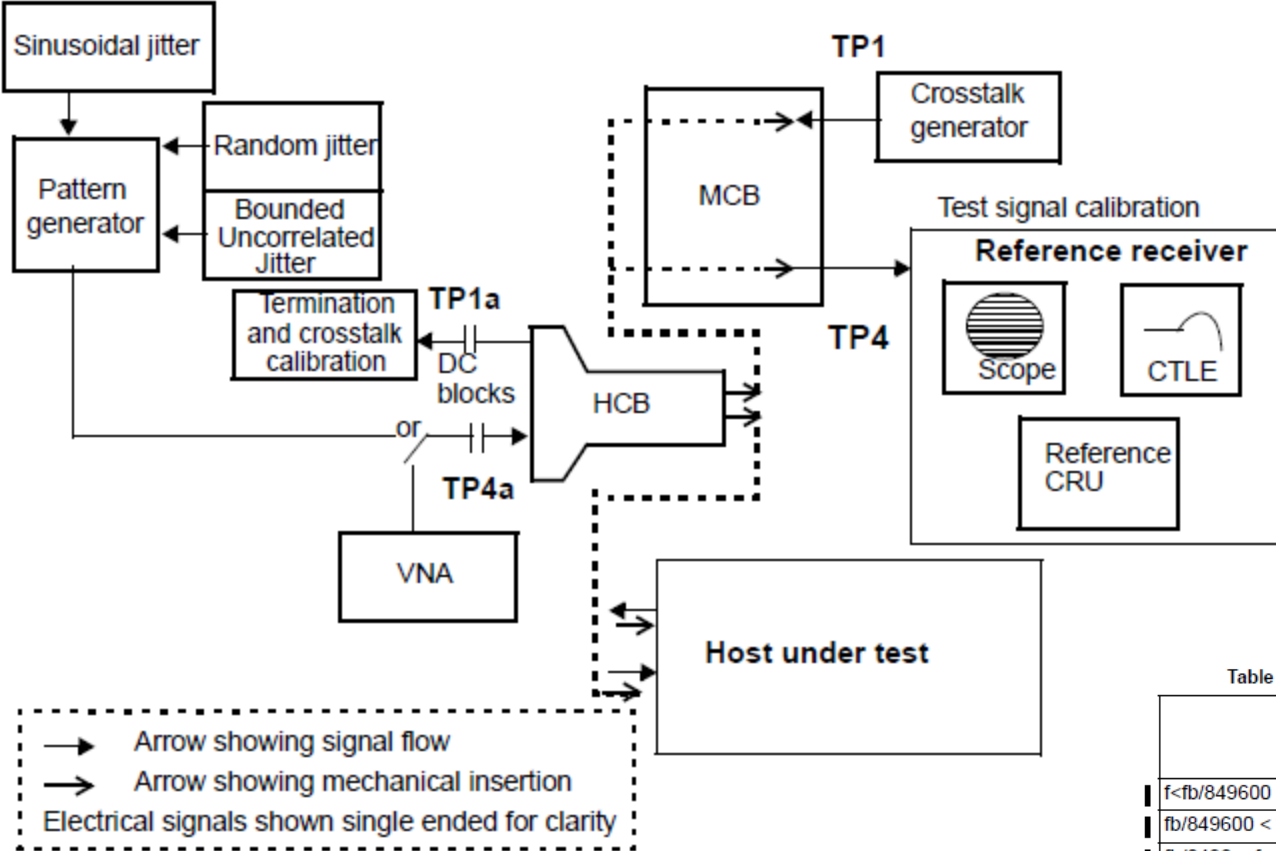 Sinusoidal jitter
TP1
Crosstalk
generator
Random jitter
Pattern
generator
Bounded
Uncorrelated
Jitter
MCB
Test signal calibration
Reference receiver
Termination
and crosstalk
calibration
TP1a
DC
blocks
TP4
Scope
CTLE
HCB
or
Reference
CRU
TP4a
VNA
Host under test
Table
Arrow showing signal flow
Arrow showing mechanical insertion
Electrical signals shown single ended for clarity
f<fb/849600
fb/849600 <